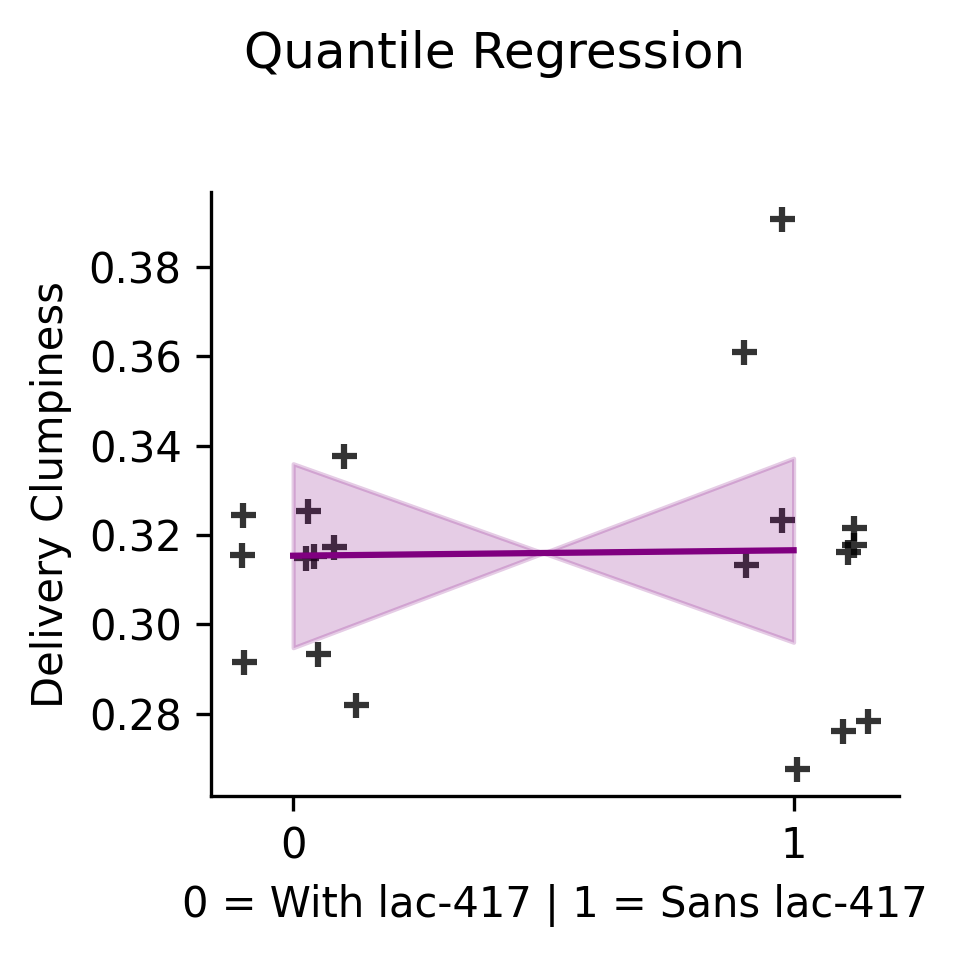 Quantile Regression
Delivery Clumpiness
0.38
0.36
0.34
0.32
0.30
0.28
0
1
0 = With lac-417 | 1 = Sans lac-417